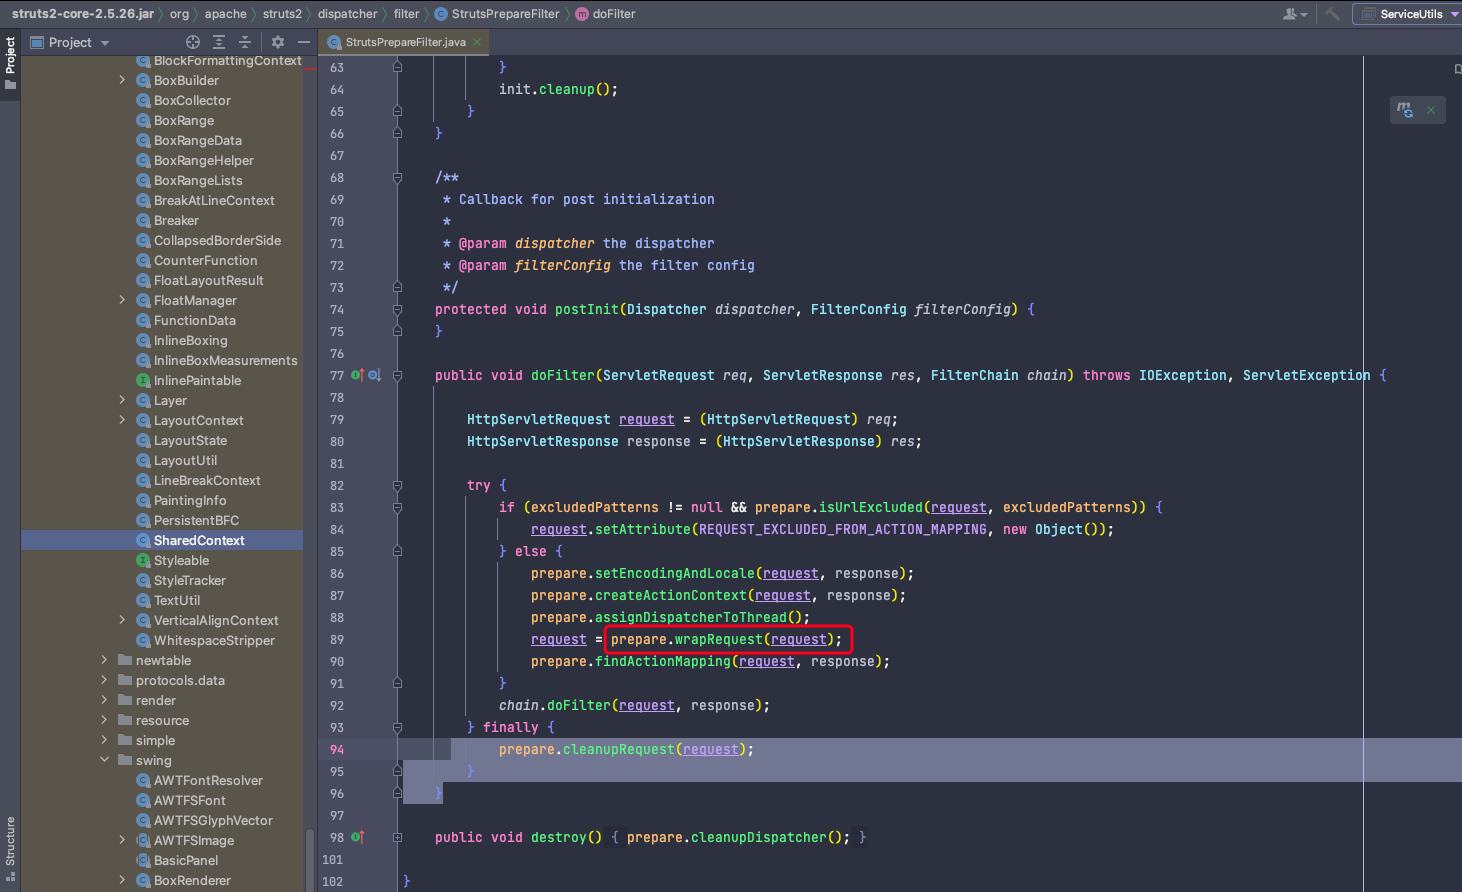 struts2-core-2.5.26.jar › org › apache › struts2 › dispatcher › filter › StrutsPrepareFilter › doFilter
ServiceUtils
Project
Project
StrutsPrepareFilter.java
BlockFormattingContext
BoxBuilder
BoxCollector
BoxRange
BoxRangeData
BoxRangeHelper
BoxRangeLists
BreakAtLineContext
Breaker
CollapsedBorderSide
CounterFunction
FloatLayoutResult
FloatManager
FunctionData
InlineBoxing
InlineBoxMeasurements
InlinePaintable
Layer
LayoutContext
LayoutState
LayoutUtil
LineBreakContext
PaintingInfo
PersistentBFC
SharedContext
Styleable
StyleTracker
TextUtil
VerticalAlignContext
WhitespaceStripper
newtable
protocols.data
render
resource
simple
swing
AWTFontResolver
AWTFSFont
AWTFSGlyphVector
AWTFSImage
BasicPanel
BoxRenderer
Structure
63 }
64 init.cleanup();
65 }
66 }
67
68 /**
69 * Callback for post initialization
70 *
71 * @param dispatcher the dispatcher
72 * @param filterConfig the filter config
73 */
74 protected void postInit(Dispatcher dispatcher, FilterConfig filterConfig) {
75 }
76
77 public void doFilter(ServletRequest req, ServletResponse res, FilterChain chain) throws IOException, ServletException {
78
79 HttpServletRequest request = (HttpServletRequest) req;
80 HttpServletResponse response = (HttpServletResponse) res;
81
82 try {
83 if (excludedPatterns != null && prepare.isUrlExcluded(request, excludedPatterns)) {
84 request.setAttribute(REQUEST_EXCLUDED_FROM_ACTION_MAPPING, new Object());
85 } else {
86 prepare.setEncodingAndLocale(request, response);
87 prepare.createActionContext(request, response);
88 prepare.assignDispatcherToThread();
89 request = prepare.wrapRequest(request);
90 prepare.findActionMapping(request, response);
91 }
92 chain.doFilter(request, response);
93 } finally {
94 prepare.cleanupRequest(request);
95 }
96 }
97
98 public void destroy() { prepare.cleanupDispatcher(); }
101
102 }